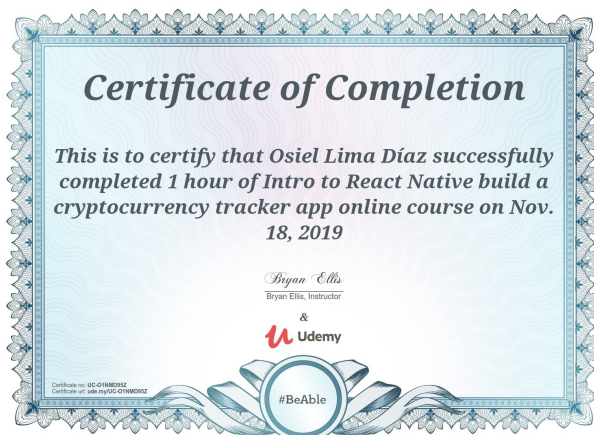 Certificate of Completion
This is to certify that Osiel Lima Díaz successfully
completed 1 hour of Intro to React Native build a
cryptocurrency tracker app online course on Nov.
18, 2019
Bryan Ellis
Bryan Ellis, Instructor
&
Udemy
Certificate no: UC-O1NMD95Z
Certificate url: ude.my/UC-O1NMD95Z
#BeAble